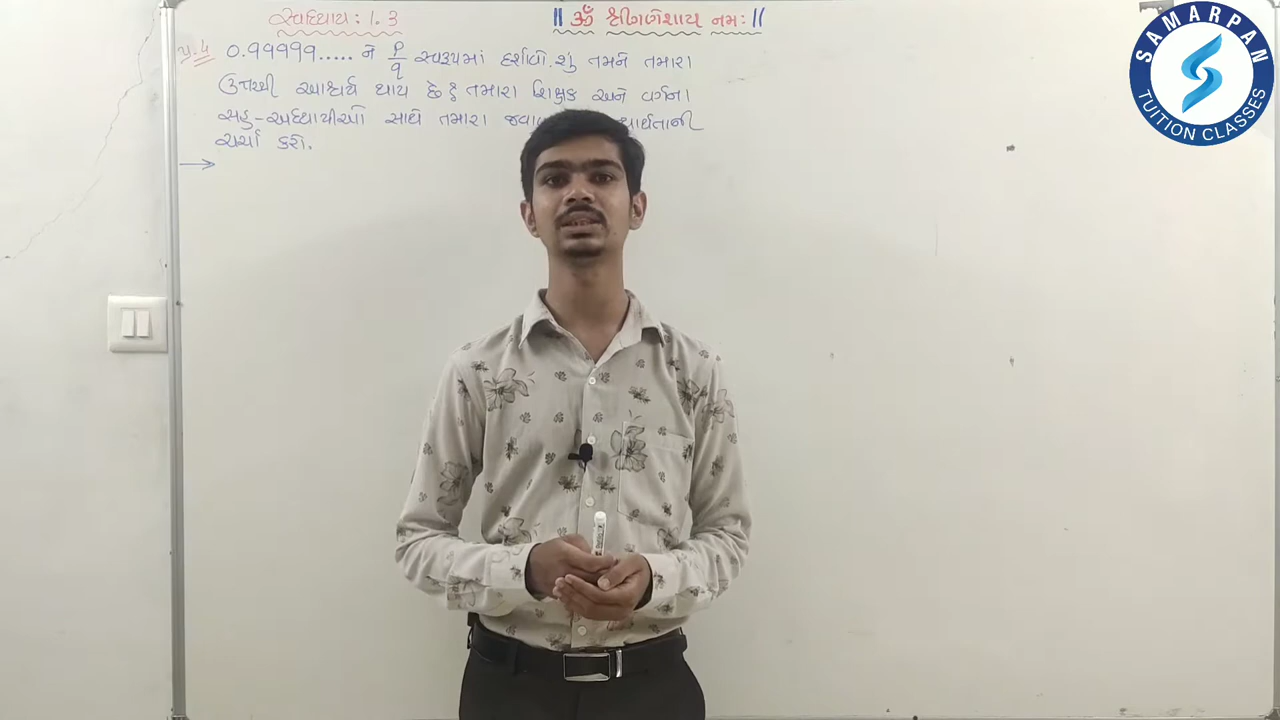 સ્વાધ્યાય : 1.3
॥ ૐ શ્રી ગણેશાય નમઃ ॥
પ્ર.4 0.99999..... ને p/q સ્વરૂપમાં દર્શાવો. શું તમને તમારા
ઉત્તરથી આશ્ચર્ય થાય છે? તમારા શિક્ષક અને વર્ગના
સહ-અધ્યાયીઓ સાથે તમારા
ચર્ચા કરો.
→
SAMARPAN
TUITION CLASSES